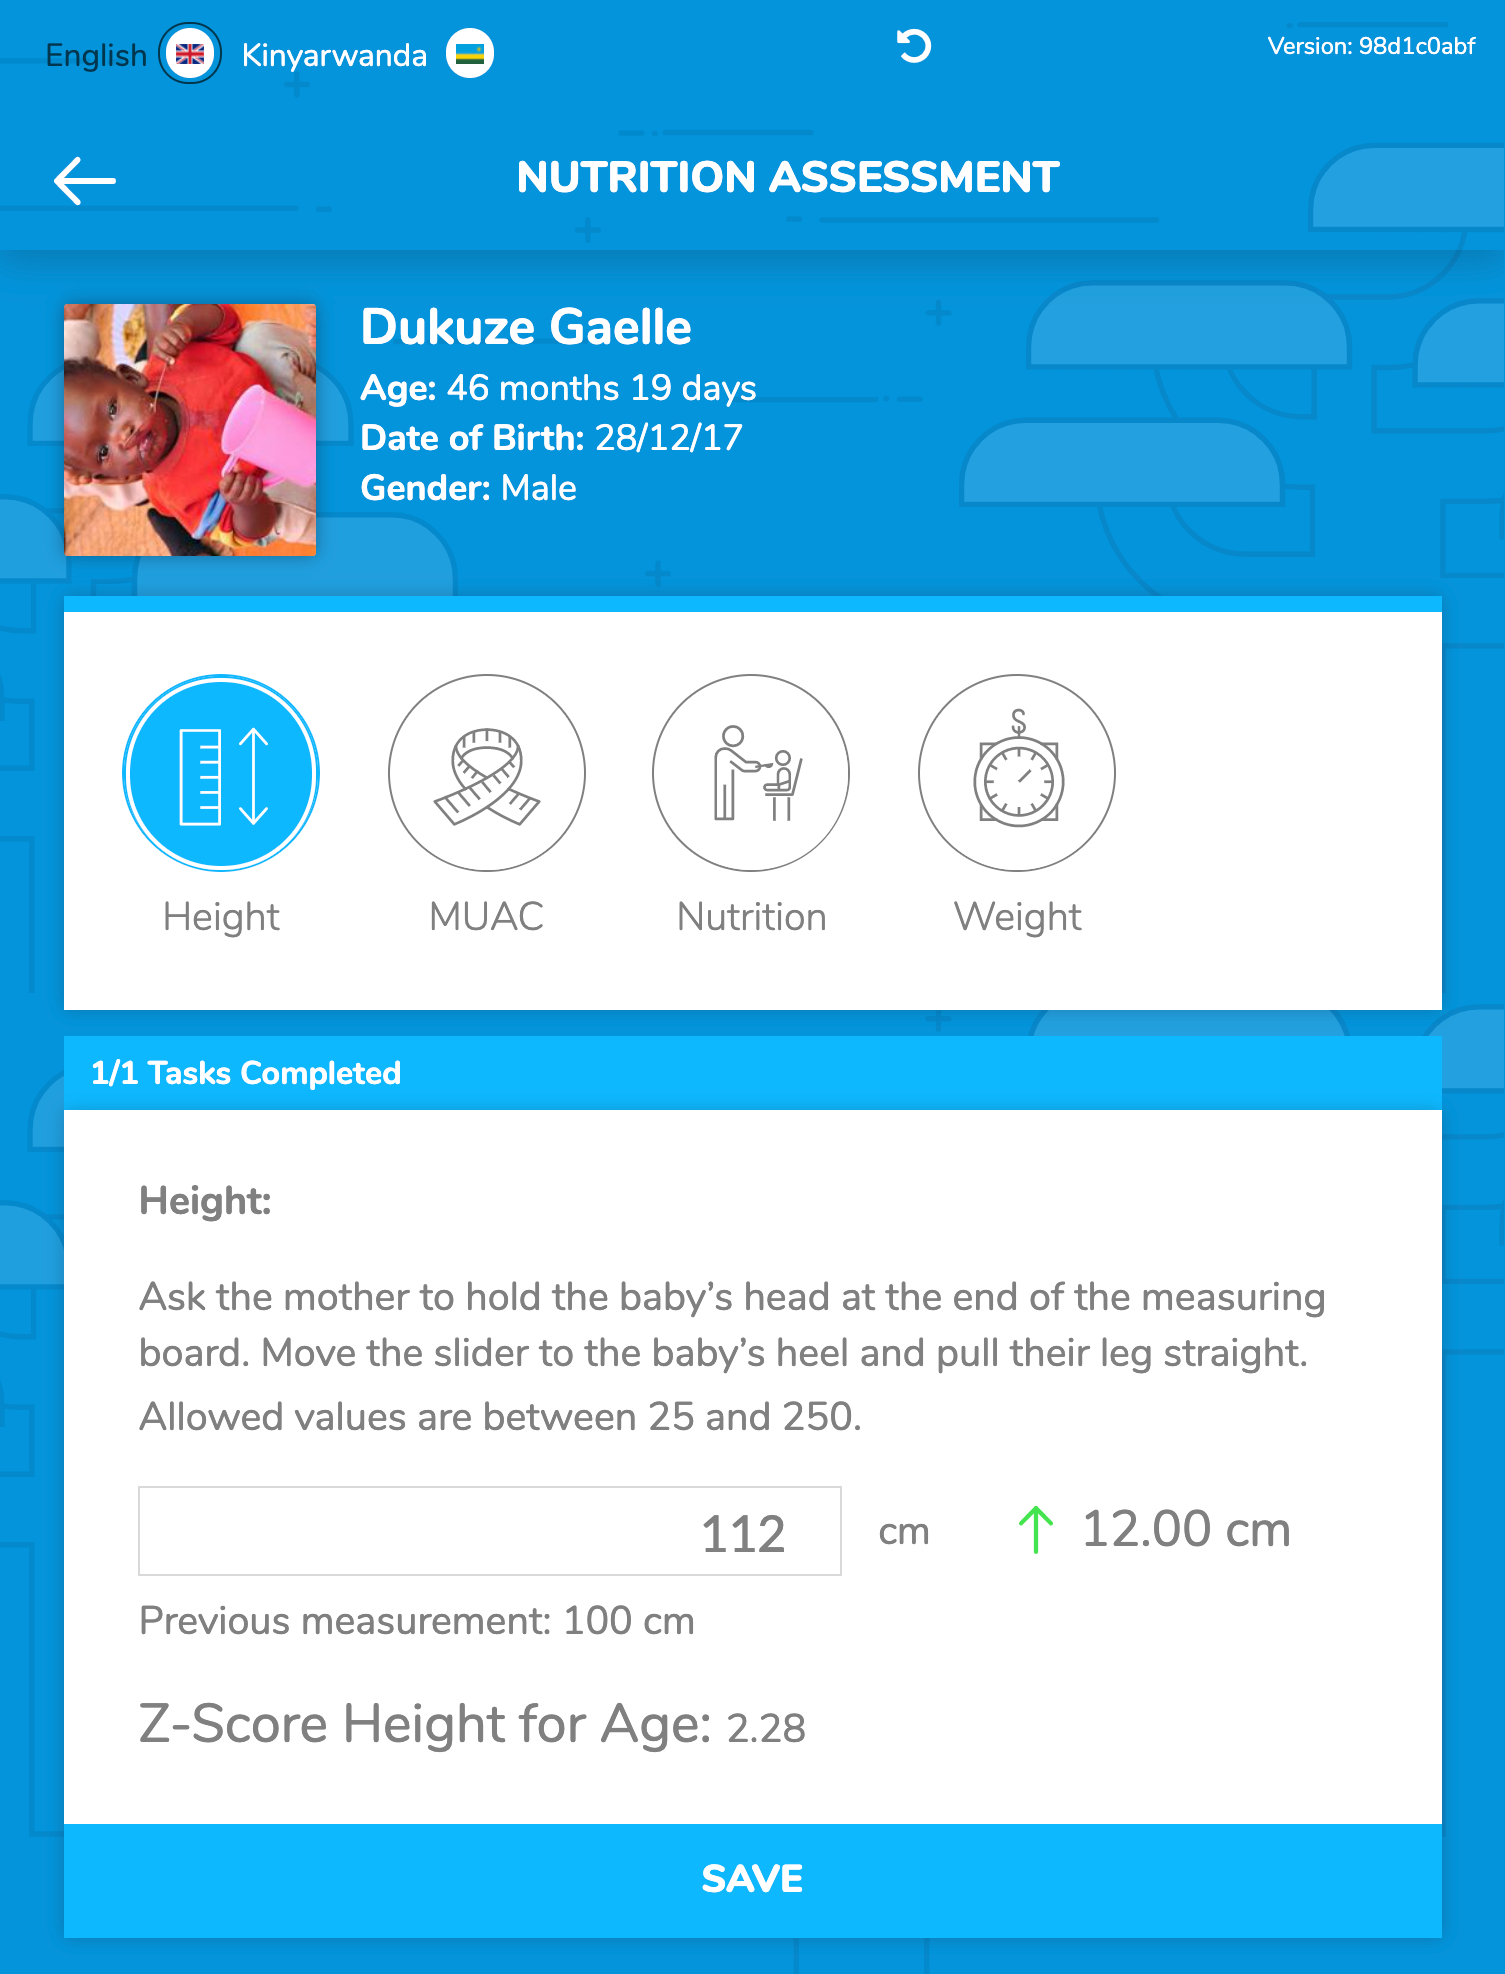 English Kinyarwanda Version: 98d1c0abf
NUTRITION ASSESSMENT
Dukuze Gaelle
Age: 46 months 19 days
Date of Birth: 28/12/17
Gender: Male
Height MUAC Nutrition Weight
1/1 Tasks Completed
Height:
Ask the mother to hold the baby’s head at the end of the measuring
board. Move the slider to the baby’s heel and pull their leg straight.
Allowed values are between 25 and 250.
112 cm 12.00 cm
Previous measurement: 100 cm
Z-Score Height for Age: 2.28
SAVE